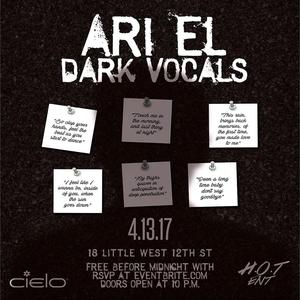 ARI EL
DARK VOCALS
"So clap your
hands, feel the
beat as you
start to dance"
"Touch me in
the morning,
and last thing
at night"
"This rain,
brings back
memories, of
the first time,
you made love
to me"
"I feel like I
wanna be, inside
of you, when
the sun
goes down"
"My thighs
quiver in
anticipation of
deep penetration"
"Been a long
time baby
don't say
goodbye"
4.13.17
18 LITTLE WEST 12TH ST
FREE BEFORE MIDNIGHT WITH
RSVP AT EVENTBRITE.COM
DOORS OPEN AT 10 P.M.
cielo
H.O.T
ENT